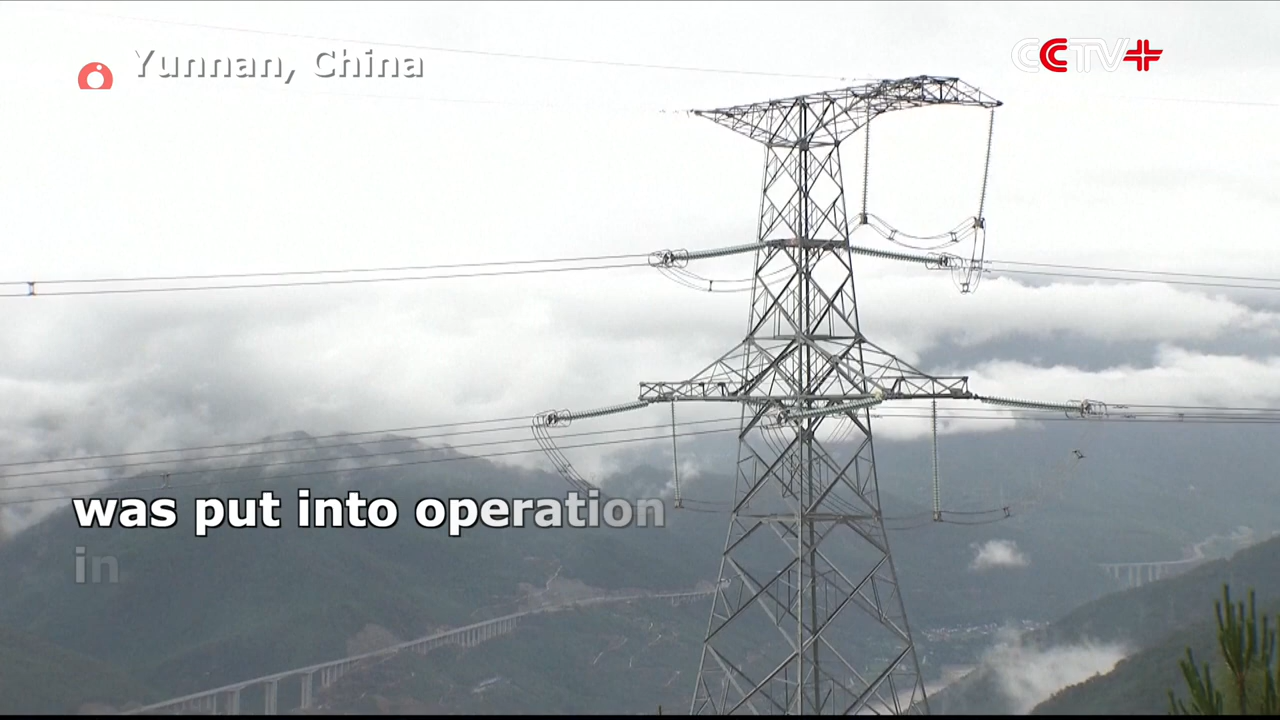 Yunnan, China
CCTV+
was put into operation
in